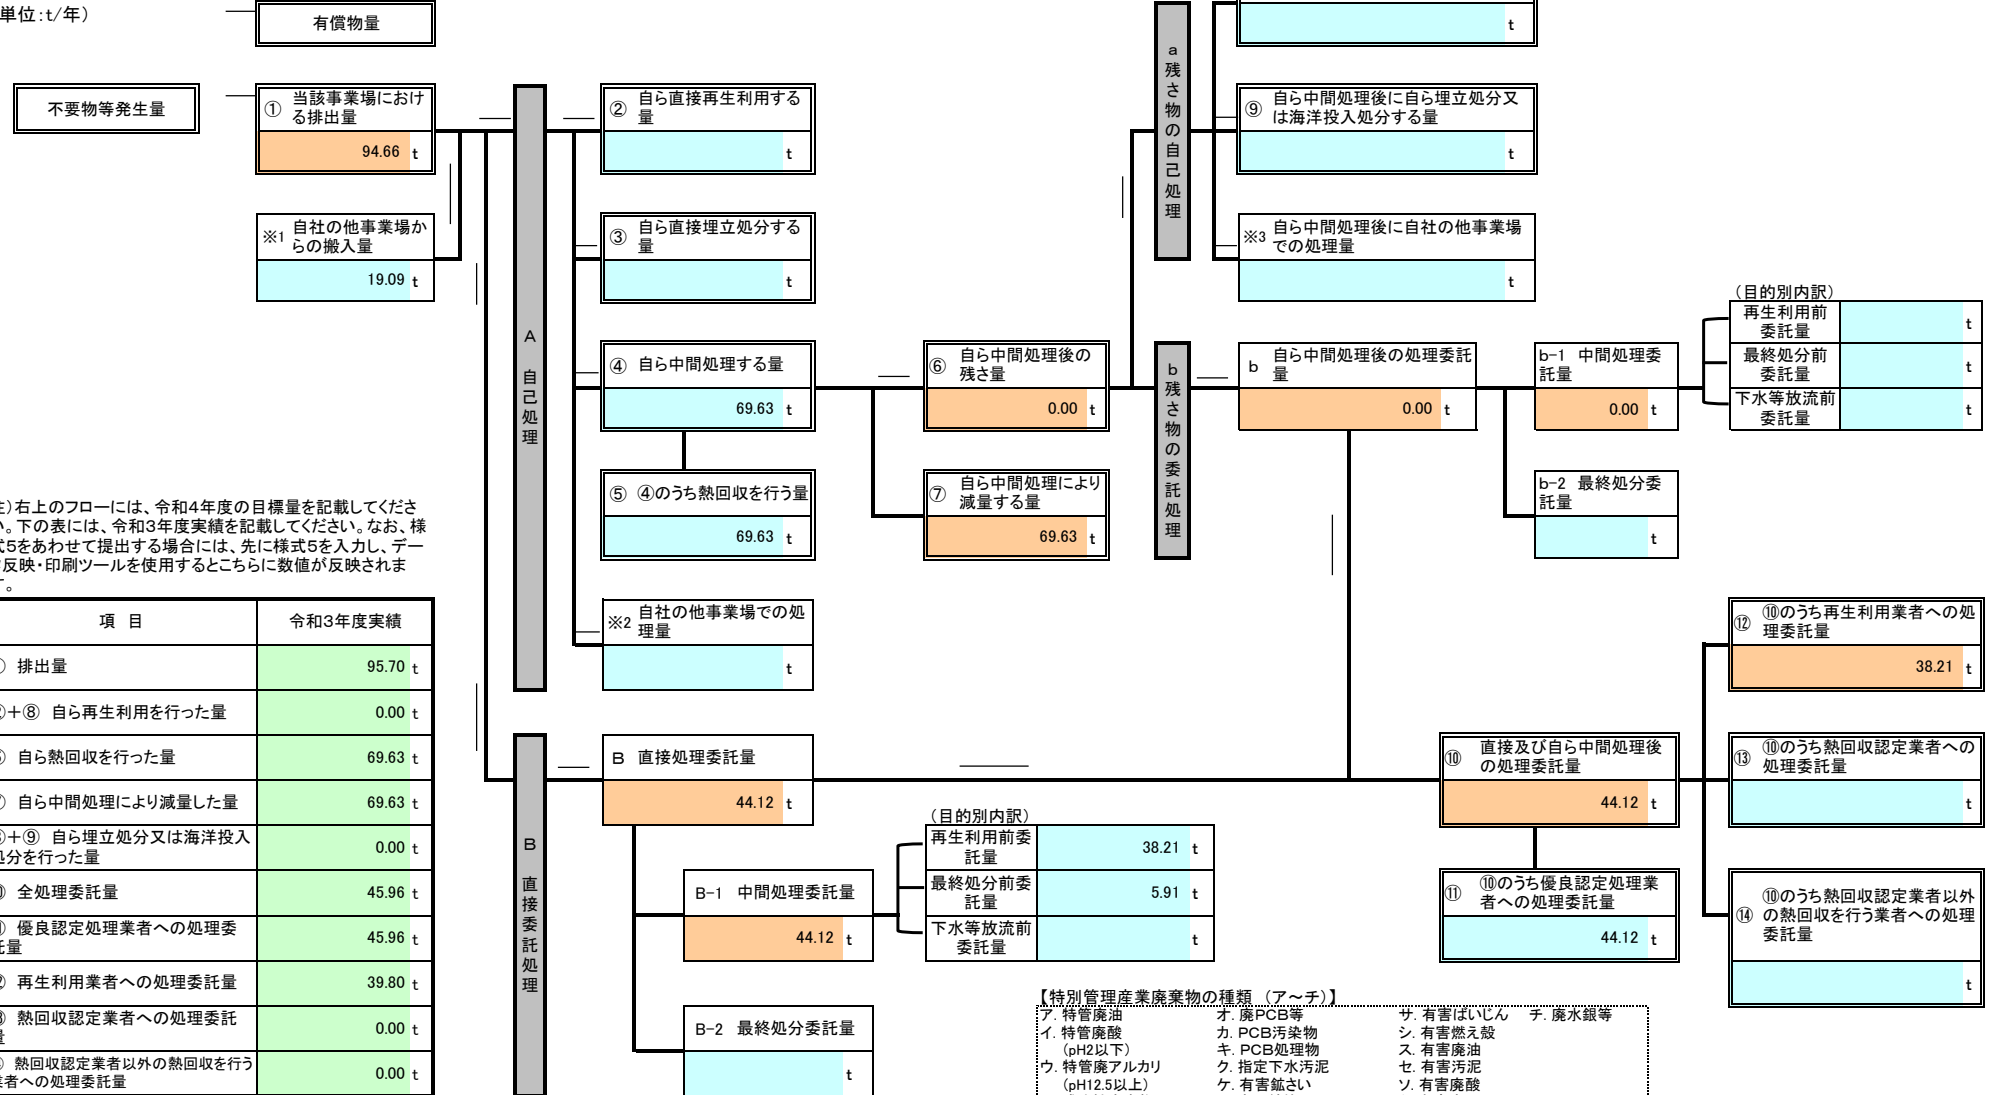 単位:t/年)
有償物量
不要物等発生量
① 当該事業場におけ
る排出量
94.66 t
※1 自社の他事業場か
らの搬入量
19.09 t
A 自己処理
② 自ら直接再生利用する
量
t
③ 自ら直接埋立処分する
量
t
④ 自ら中間処理する量
69.63 t
⑤ ④のうち熱回収を行う量
69.63 t
※2 自社の他事業場での処
理量
t
⑥ 自ら中間処理後の
残さ量
0.00 t
⑦ 自ら中間処理により
減量する量
69.63 t
a 残さ物の自己処理
t
⑨ 自ら中間処理後に自ら埋立処分又
は海洋投入処分する量
t
※3 自ら中間処理後に自社の他事業場
での処理量
t
b 残さ物の委託処理
b 自ら中間処理後の処理委託
量
0.00 t
b-1 中間処理委
託量
0.00 t
b-2 最終処分委
託量
t
(目的別内訳)
再生利用前
委託量
t
最終処分前
委託量
t
下水等放流前
委託量
t
)右上のフローには、令和4年度の目標量を記載してくださ
。下の表には、令和3年度実績を記載してください。なお、様
5をあわせて提出する場合には、先に様式5を入力し、デー
反映・印刷ツールを使用するとこちらに数値が反映されま
。
項 目 令和3年度実績
排出量 95.70 t
+⑧ 自ら再生利用を行った量 0.00 t
自ら熱回収を行った量 69.63 t
自ら中間処理により減量した量 69.63 t
+⑨ 自ら埋立処分又は海洋投入
処分を行った量 0.00 t
全処理委託量 45.96 t
優良認定処理業者への処理委
託量 45.96 t
再生利用業者への処理委託量 39.80 t
熱回収認定業者への処理委託
量 0.00 t
熱回収認定業者以外の熱回収を行う
業者への処理委託量 0.00 t
B 直接委託処理
B 直接処理委託量
44.12 t
B-1 中間処理委託量
44.12 t
B-2 最終処分委託量
t
(目的別内訳)
再生利用前委
託量
38.21 t
最終処分前委
託量
5.91 t
下水等放流前
委託量
t
⑩ 直接及び自ら中間処理後
の処理委託量
44.12 t
⑪ ⑩のうち優良認定処理業
者への処理委託量
44.12 t
⑫ ⑩のうち再生利用業者への処
理委託量
38.21 t
⑬ ⑩のうち熱回収認定業者への
処理委託量
t
⑭ ⑩のうち熱回収認定業者以外
の熱回収を行う業者への処理
委託量
t
【特別管理産業廃棄物の種類 (ア~チ)】
ア. 特管廃油 オ. 廃PCB等 サ. 有害ばいじん チ. 廃水銀等
イ. 特管廃酸 カ. PCB汚染物 シ. 有害燃え殻
(pH2以下) キ. PCB処理物 ス. 有害廃油
ウ. 特管廃アルカリ ク. 指定下水汚泥 セ. 有害汚泥
(pH12.5以上) ケ. 有害鉱さい ソ. 有害廃酸